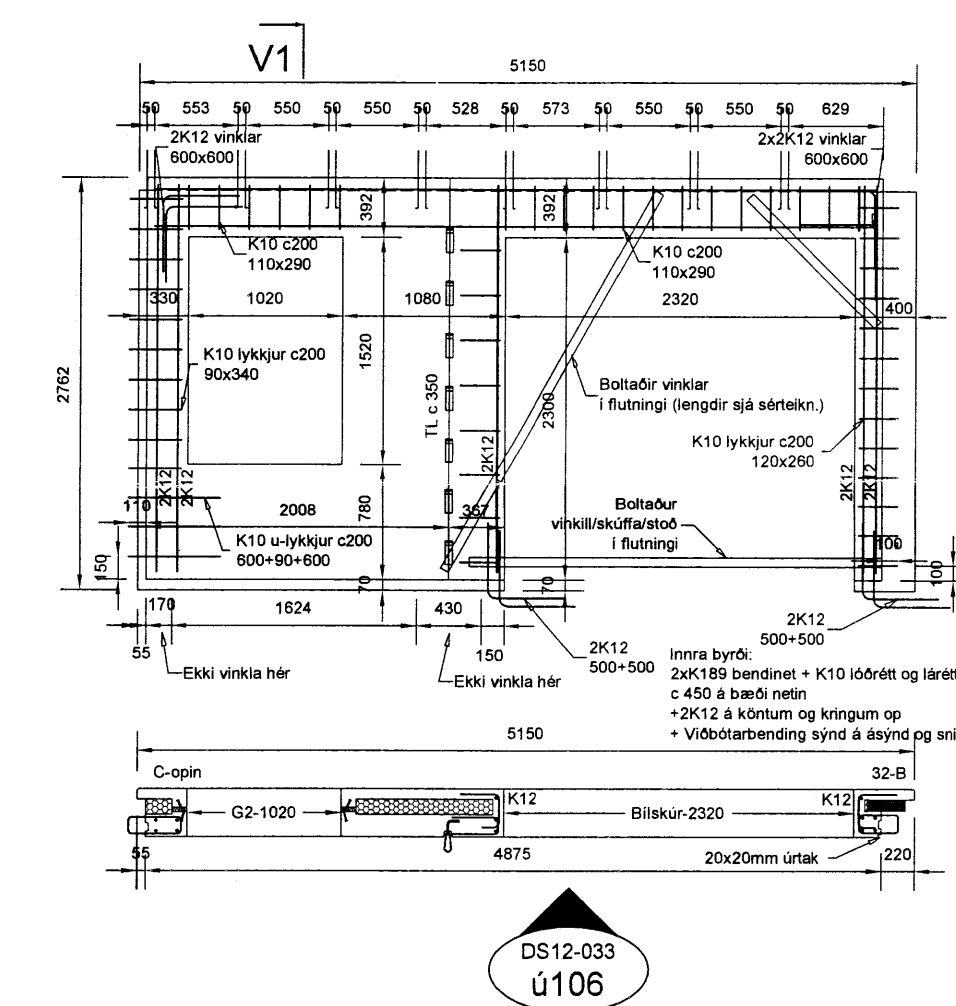 V1
5150
50 553 50 550 50 550 50 528 50 573 50 550 50 550 50 629
2K12 vinklar
600x600
2x2K12 vinklar
600x600
2762
392
392
K10 c200
110x290
K10 c200
110x290
330
1020
1080
2320
400
K10 lykkjur c200
90x340
1520
TL c 350
2300
Boltaðir vinklar
í flutningi (lengdir sjá sérteikn.)
K10 lykkjur c200
120x260
2K12
2K12
2K12
2K12
2K12
110
2008
780
367
K10 u-lykkjur c200
600+90+600
Boltaður
vinkill/skúffa/stoð
í flutningi
100
150
70
70
100
170
1624
430
55
150
Ekki vinkla hér
Ekki vinkla hér
2K12
500+500
2K12
500+500
Innra byrði:
2xK189 bendinet + K10 lóðrétt og lárétt
c 450 á bæði netin
+2K12 á köntum og kringum op
+ Viðbótarbending sýnd á ásýnd og sni
5150
C-opin
32-B
G2-1020
K12
Bílskúr-2320
K12
55
4875
20x20mm úrtak
220
DS12-033
ú106